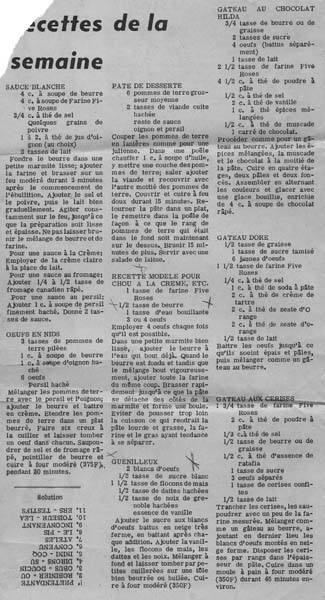 ecettes de la
semaine
SAUCE BLANCHE
4 c. à soupe de beurre
4 c. à soupe de Farine Five Roses
3/4 c. à thé de sel
Quelques grains de
poivre
1 à 2, à thé de jus d'oignon (au choix)
2 tasses de lait
Fondre le beurre dans une
petite marmite lisse; ajouter
la farine et brasser sur un
feu modéré durant 3 minutes
après le commencement de
l'ébullition. Ajouter le sel et
le poivre, puis le lait bien
graduellement. Agiter constamment
sur le feu, jusqu'à ce
que la préparation soit lisse
et épaisse. Ne pas laisser brunir
le mélange de beurre et de
farine.
Pour une sauce à la Crème:
Employer de la crème claire
à la place du lait.
Pour une sauce au fromage:
Ajouter 1/4 à 1/2 tasse de
fromage canadien râpé.
Pour une sauce au persil:
Ajouter 1 c. à soupe de persil
finement haché. Donne 2 tasses
de sauce.
OEUFS EN NIDS
3 tasses de pommes de
terre pilées
1 c. à soupe de beurre
1 c. à soupe d'oignon haché
6 oeufs
Persil haché
Mélanger les pommes de terre
avec le persil et l'oignon;
ajouter le beurre et battre
en crème. Etendre les pommes
de terre dans un plat
beurré. Faire six creux à
la cuiller et laisser tomber
un oeuf dans chacun. Saupoudrer
de sel et de fromage râpé,
pointiller de beurre et
cuire à four modéré (375F),
pendant 20 minutes.
Solution
PATE DE DESSERTE
6 pommes de terre grosseur
moyenne
2 tasses de viande cuite
hachée
reste de sauce
oignon et persil
Couper les pommes de terre
en lanières comme pour une
julienne. Dans une poêle
chauffer 1 c. à soupe d'huile,
y mettre une couche des pommes
de terre; saler ajouter
la viande et recouvrir avec
l'autre moitié des pommes de
terre. Couvrir et cuire à feu
doux durant 15 minutes. Retourner
la pâte dans un plat,
la remettre dans la poêle de
façon à ce que le rang de
pommes de terre qui était
dans le fond soit maintenant
sur le dessus. Brunir 15 minutes
de plus. Servir avec une
salade de laitue.
RECETTE MODELE POUR
CHOU A LA CREME, ETC.
1 tasse de farine Five
Roses
1/2 tasse de beurre
1 tasse d'eau bouillante
3 ou 4 oeufs
Employer 4 oeufs chaque fois
qu'il est possible.
Dans une petite marmite bien
lissé, ajouter le beurre à
l'eau qui bout déjà. Quand le
beurre est fondu et tandis que
le mélange bout vigoureusement,
ajouter toute la farine
du même coup. Brasser rapidement
jusqu'à ce que la pâte
se détache des côtés de la
marmite et forme une boule.
Eviter de pousser trop loin
la cuisson ce qui rendrait la
pâte lourde et grasse, la farine
et le gras ayant tendance
à se séparer.
GUENILLEUX
2 blancs d'oeufs
1/2 tasse de sucre blanc
1 1/2 tasses de flocons de maïs
1/2 tasse de dattes hachées
1/2 tasse de noix de grenoble
hachées
essence de vanille
Ajouter le sucre aux blancs
d'oeufs battus en neige très
ferme, en continuant de battre
au fouet. Ajouter la vanille,
les flocons de maïs, les
dattes et les noix. Mélanger à
fond et laisser tomber par petites
cuillerées sur une tôle
bien beurrée ou huilée. Cuire
à four modéré (350F)
GATEAU AU CHOCOLAT
HILDA
3/4 tasse de beurre ou de
graisse
2 tasses de sucre
4 oeufs (battus séparément)
1 tasse de lait
2 1/2 tasse de farine Five
Roses
4 1/2 c. à thé de poudre à
pâte
1/2 c. à thé de sel
2 c. à thé de vanille
1 c. à thé épices mélangées
1/2 c. à thé de muscade
1 carré de chocolat
Procéder comme pour un gâteau
au beurre. Ajouter les épices
mélangées, la muscade
et le chocolat à la moitié de
la pâte. Cuire en quatre étages,
deux pâles et deux foncés.
Assembler en alternant
les couleurs et glacer avec
une glace bouillie, enrichie
de 4 c. à soupe de chocolat
râpé.
GATEAU DORE
1/2 tasse de graisse
1 tasse de sucre tamisé
6 jaunes d'oeufs
1 1/2 tasse de farine Five
Roses
1/4 c. à thé de sel
1/2 c. à thé de soda à pâte
1/2 c. à thé de crème de
tartre
2 c. à thé de zeste d'orange
1/2 tasse de lait
Battre les oeufs jusqu'à ce
qu'ils soient épais et pâles,
puis mélanger comme un gâteau
au beurre.
GATEAU AUX CERISES
1 3/4 tasse de farine Five
Roses
2 c. à thé de poudre à pâte
1/2 c. à thé de sel
1/2 tasse de beurre ou de
graisse
1/2 c. à thé d'essence de
ratafia
1 tasse de sucre
3 oeufs séparés
1 tasse de cerises confites
1/2 tasse de lait
Trancher les cerises, les saupoudrer
avec un peu de la farine
mesurée. Mélanger comme
un gâteau au beurre, ajoutant
en dernier lieu les
blancs d'oeufs montés en neige
ferme. Disposer les cerises
par rangs dans l'épaisseur
de pâte. Cuire dans un
moule à pain à four modéré
(350F) durant 45 minutes environ.